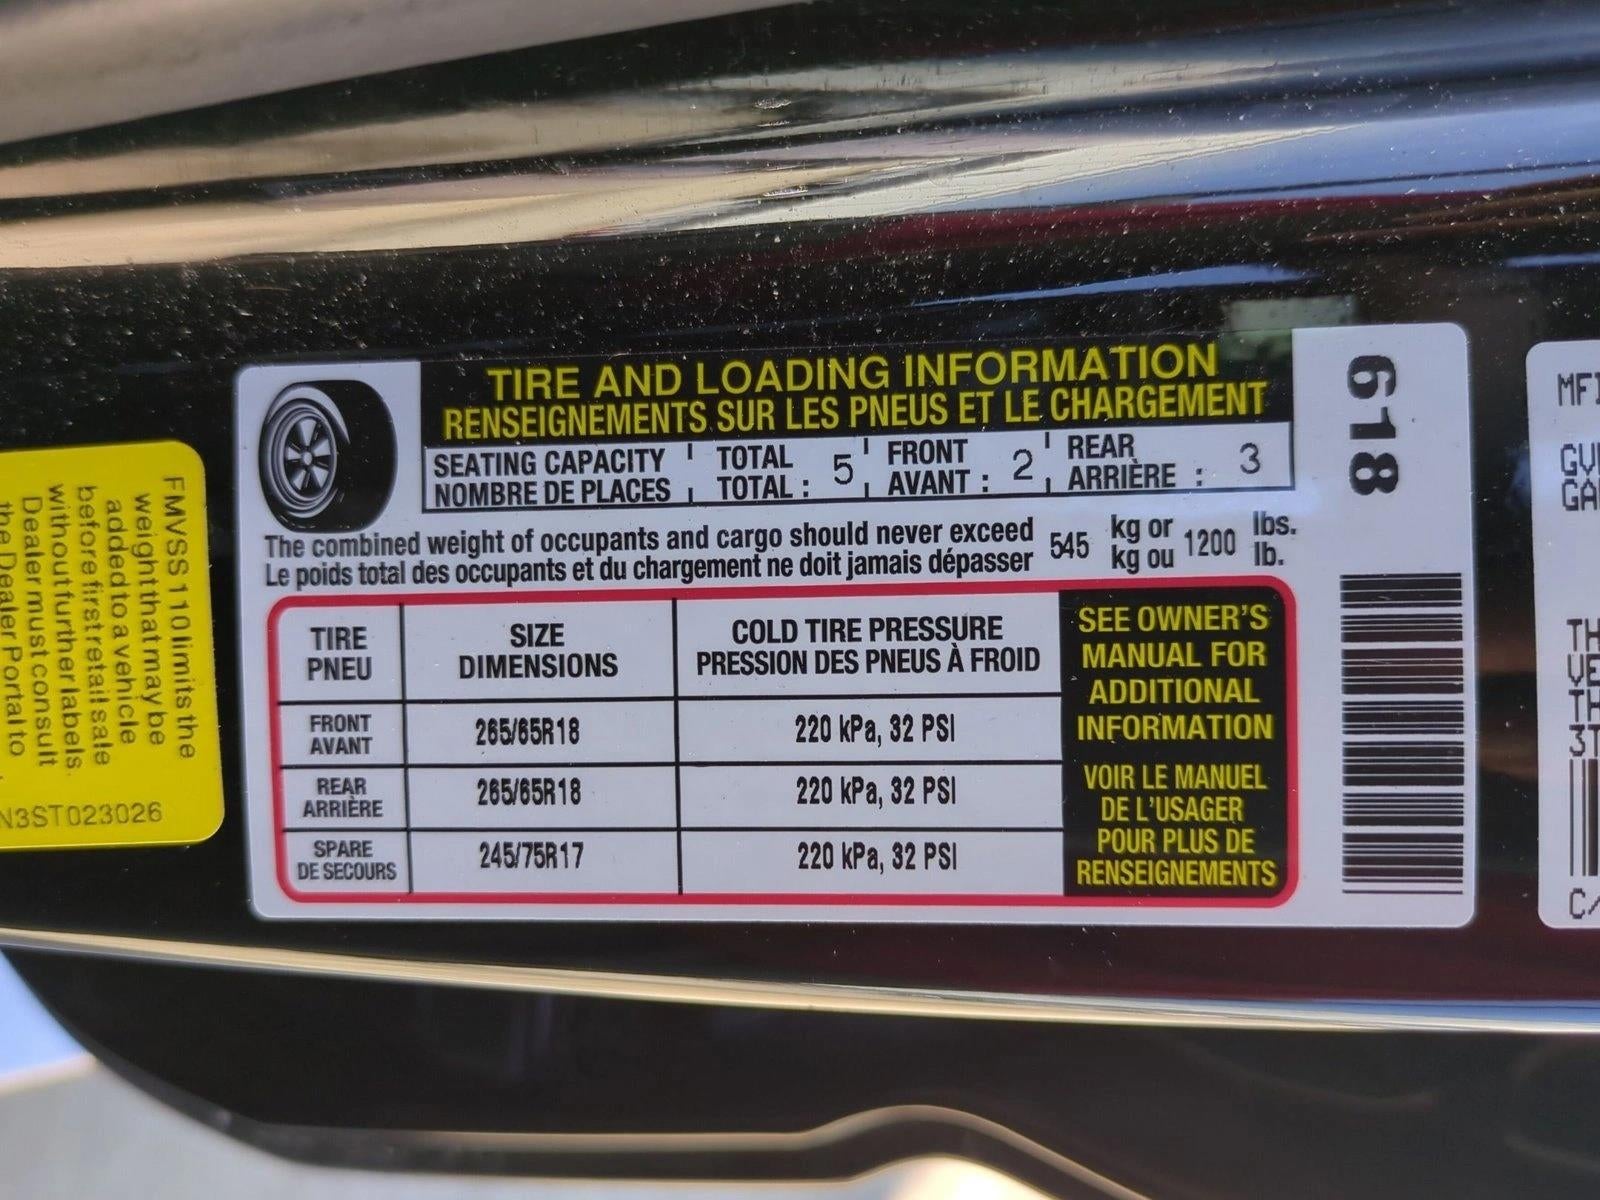 TIRE AND LOADING INFORMATION
RENSEIGNEMENTS SUR LES PNEUS ET LE CHARGEMENT
SEATING CAPACITY TOTAL FRONT REAR
NOMBRE DE PLACES TOTAL : 5 AVANT : 2 ARRIÈRE : 3
The combined weight of occupants and cargo should never exceed 545 kg or 1200 lbs.
Le poids total des occupants et du chargement ne doit jamais dépasser kg ou lb.
TIRE SIZE COLD TIRE PRESSURE
PNEU DIMENSIONS PRESSION DES PNEUS À FROID
FRONT
AVANT
265/65R18 220 kPa, 32 PSI
REAR
ARRIÈRE
265/65R18 220 kPa, 32 PSI
SPARE
DE SECOURS
245/75R17 220 kPa, 32 PSI
SEE OWNER'S
MANUAL FOR
ADDITIONAL
INFORMATION
VOIR LE MANUEL
DE L'USAGER
POUR PLUS DE
RENSEIGNEMENTS
618
FMVSS 110 limits the
weight that may be
added to a vehicle
before first retail sale
without further labels.
Dealer must consult
the Dealer Portal to
N3ST023026
MFI
GV
GA
TH
VE
TH
3T
C/